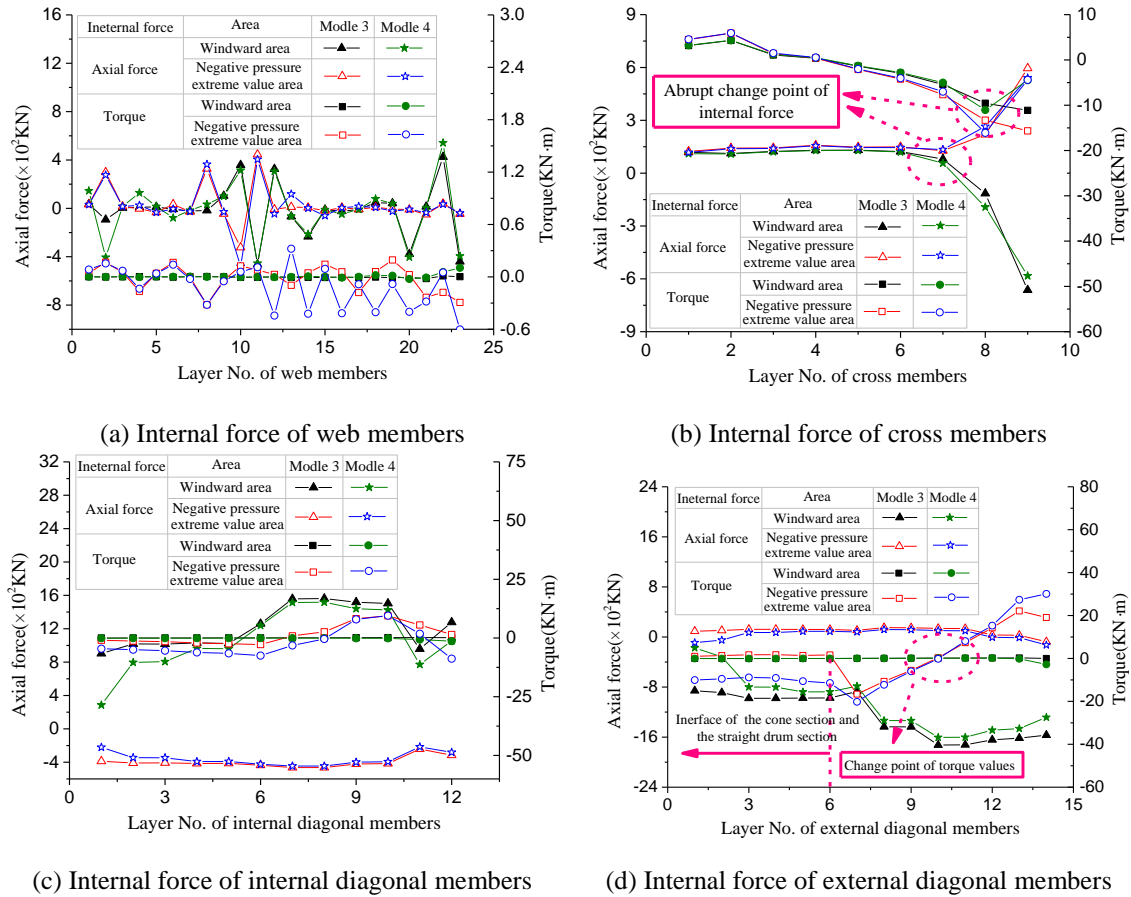 Ineternal force Area Modle 3 Modle 4
Axial force
Windward area
Negative pressure
extreme value area
Torque
Windward area
Negative pressure
extreme value area
16
12
8
4
0
-4
-8
Axial force(×10²KN)
3.0
2.4
1.8
1.2
0.6
0.0
-0.6
Torque(KN·m)
0 5 10 15 20 25
Layer No. of web members
(a) Internal force of web members
9
6
3
0
-3
-6
-9
Axial force(×10²KN)
10
0
-10
-20
-30
-40
-50
-60
Torque(KN·m)
Abrupt change point of
internal force
Ineternal force Area Modle 3 Modle 4
Axial force
Windward area
Negative pressure
extreme value area
Torque
Windward area
Negative pressure
extreme value area
0 2 4 6 8 10
Layer No. of cross members
(b) Internal force of cross members
32
28
24
20
16
12
8
4
0
-4
Axial force(×10²KN)
Ineternal force Area Modle 3 Modle 4
Axial force
Windward area
Negative pressure
extreme value area
Torque
Windward area
Negative pressure
extreme value area
75
50
25
0
-25
-50
Torque(KN·m)
0 3 6 9 12
Layer No. of internal diagonal members
(c) Internal force of internal diagonal members
24
16
8
0
-8
-16
-24
Axial force(×10²KN)
Ineternal force Area Modle 3 Modle 4
Axial force
Windward area
Negative pressure
extreme value area
Torque
Windward area
Negative pressure
extreme value area
80
60
40
20
0
-20
-40
-60
Torque(KN·m)
Inerface of the cone section and
the straight drum section
Change point of torque values
0 3 6 9 12 15
Layer No. of external diagonal members
(d) Internal force of external diagonal members